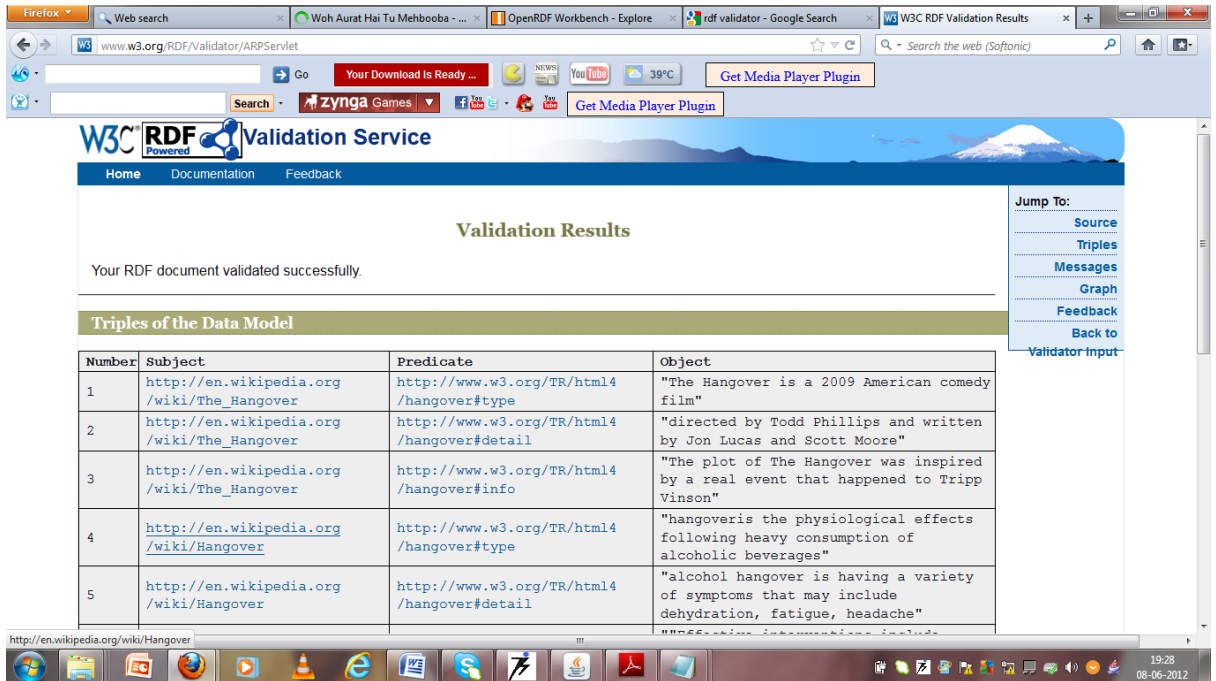 Firefox
Web search
Woh Aurat Hai Tu Mehbooba - ...
OpenRDF Workbench - Explore
rdf validator - Google Search
W3C RDF Validation Results
www.w3.org/RDF/Validator/ARPServlet
Search the web (Softonic)
Go
Your Download Is Ready ...
NEWS
YouTube
39°C
Get Media Player Plugin
Search
zynga Games
You Tube
You Tube
Get Media Player Plugin
W3C RDF Powered Validation Service
Home Documentation Feedback
Jump To:
Source
Triples
Messages
Graph
Feedback
Back to
Validator Input
Validation Results
Your RDF document validated successfully.
Triples of the Data Model
Number Subject Predicate Object
1 http://en.wikipedia.org http://www.w3.org/TR/html4 "The Hangover is a 2009 American comedy
/wiki/The_Hangover /hangover#type film"
2 http://en.wikipedia.org http://www.w3.org/TR/html4 "directed by Todd Phillips and written
/wiki/The_Hangover /hangover#detail by Jon Lucas and Scott Moore"
3 http://en.wikipedia.org http://www.w3.org/TR/html4 "The plot of The Hangover was inspired
/wiki/The_Hangover /hangover#info by a real event that happened to Tripp
Vinson"
4 http://en.wikipedia.org http://www.w3.org/TR/html4 "hangoveris the physiological effects
/wiki/Hangover /hangover#type following heavy consumption of
alcoholic beverages"
5 http://en.wikipedia.org http://www.w3.org/TR/html4 "alcohol hangover is having a variety
/wiki/Hangover /hangover#detail of symptoms that may include
dehydration, fatigue, headache"
""Effective interventions include
http://en.wikipedia.org/wiki/Hangover
19:28
08-06-2012